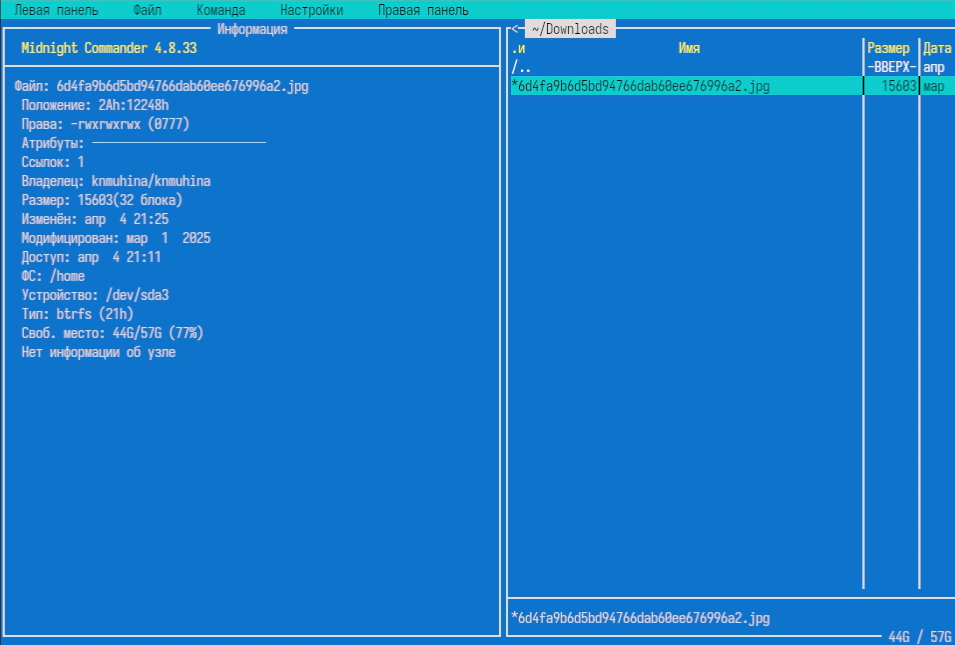 Левая панель Файл Команда Настройки Правая панель
Информация
Midnight Commander 4.8.33
Файл: 6d4fa9b6d5bd94766dab60ee676996a2.jpg
Положение: 2Ah:12248h
Права: -rwxrwxrwx (0777)
Атрибуты: —————————
Ссылок: 1
Владелец: knmuhina/knmuhina
Размер: 15603(32 блока)
Изменён: апр 4 21:25
Модифицирован: мар 1 2025
Доступ: апр 4 21:11
ФС: /home
Устройство: /dev/sda3
Тип: btrfs (21h)
Своб. место: 44G/57G (77%)
Нет информации об узле
<─ ~/Downloads
.и Имя Размер Дата
/.. -ВВЕРХ- апр
*6d4fa9b6d5bd94766dab60ee676996a2.jpg 15603 мар
*6d4fa9b6d5bd94766dab60ee676996a2.jpg
44G / 57G